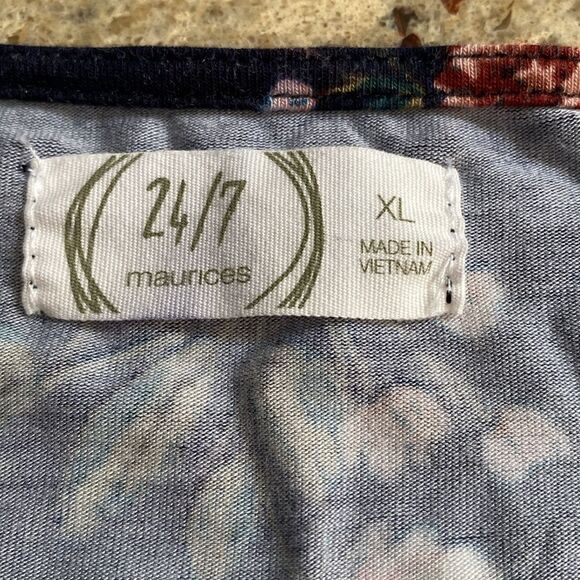 24/7
maurices
XL
MADE IN
VIETNAM